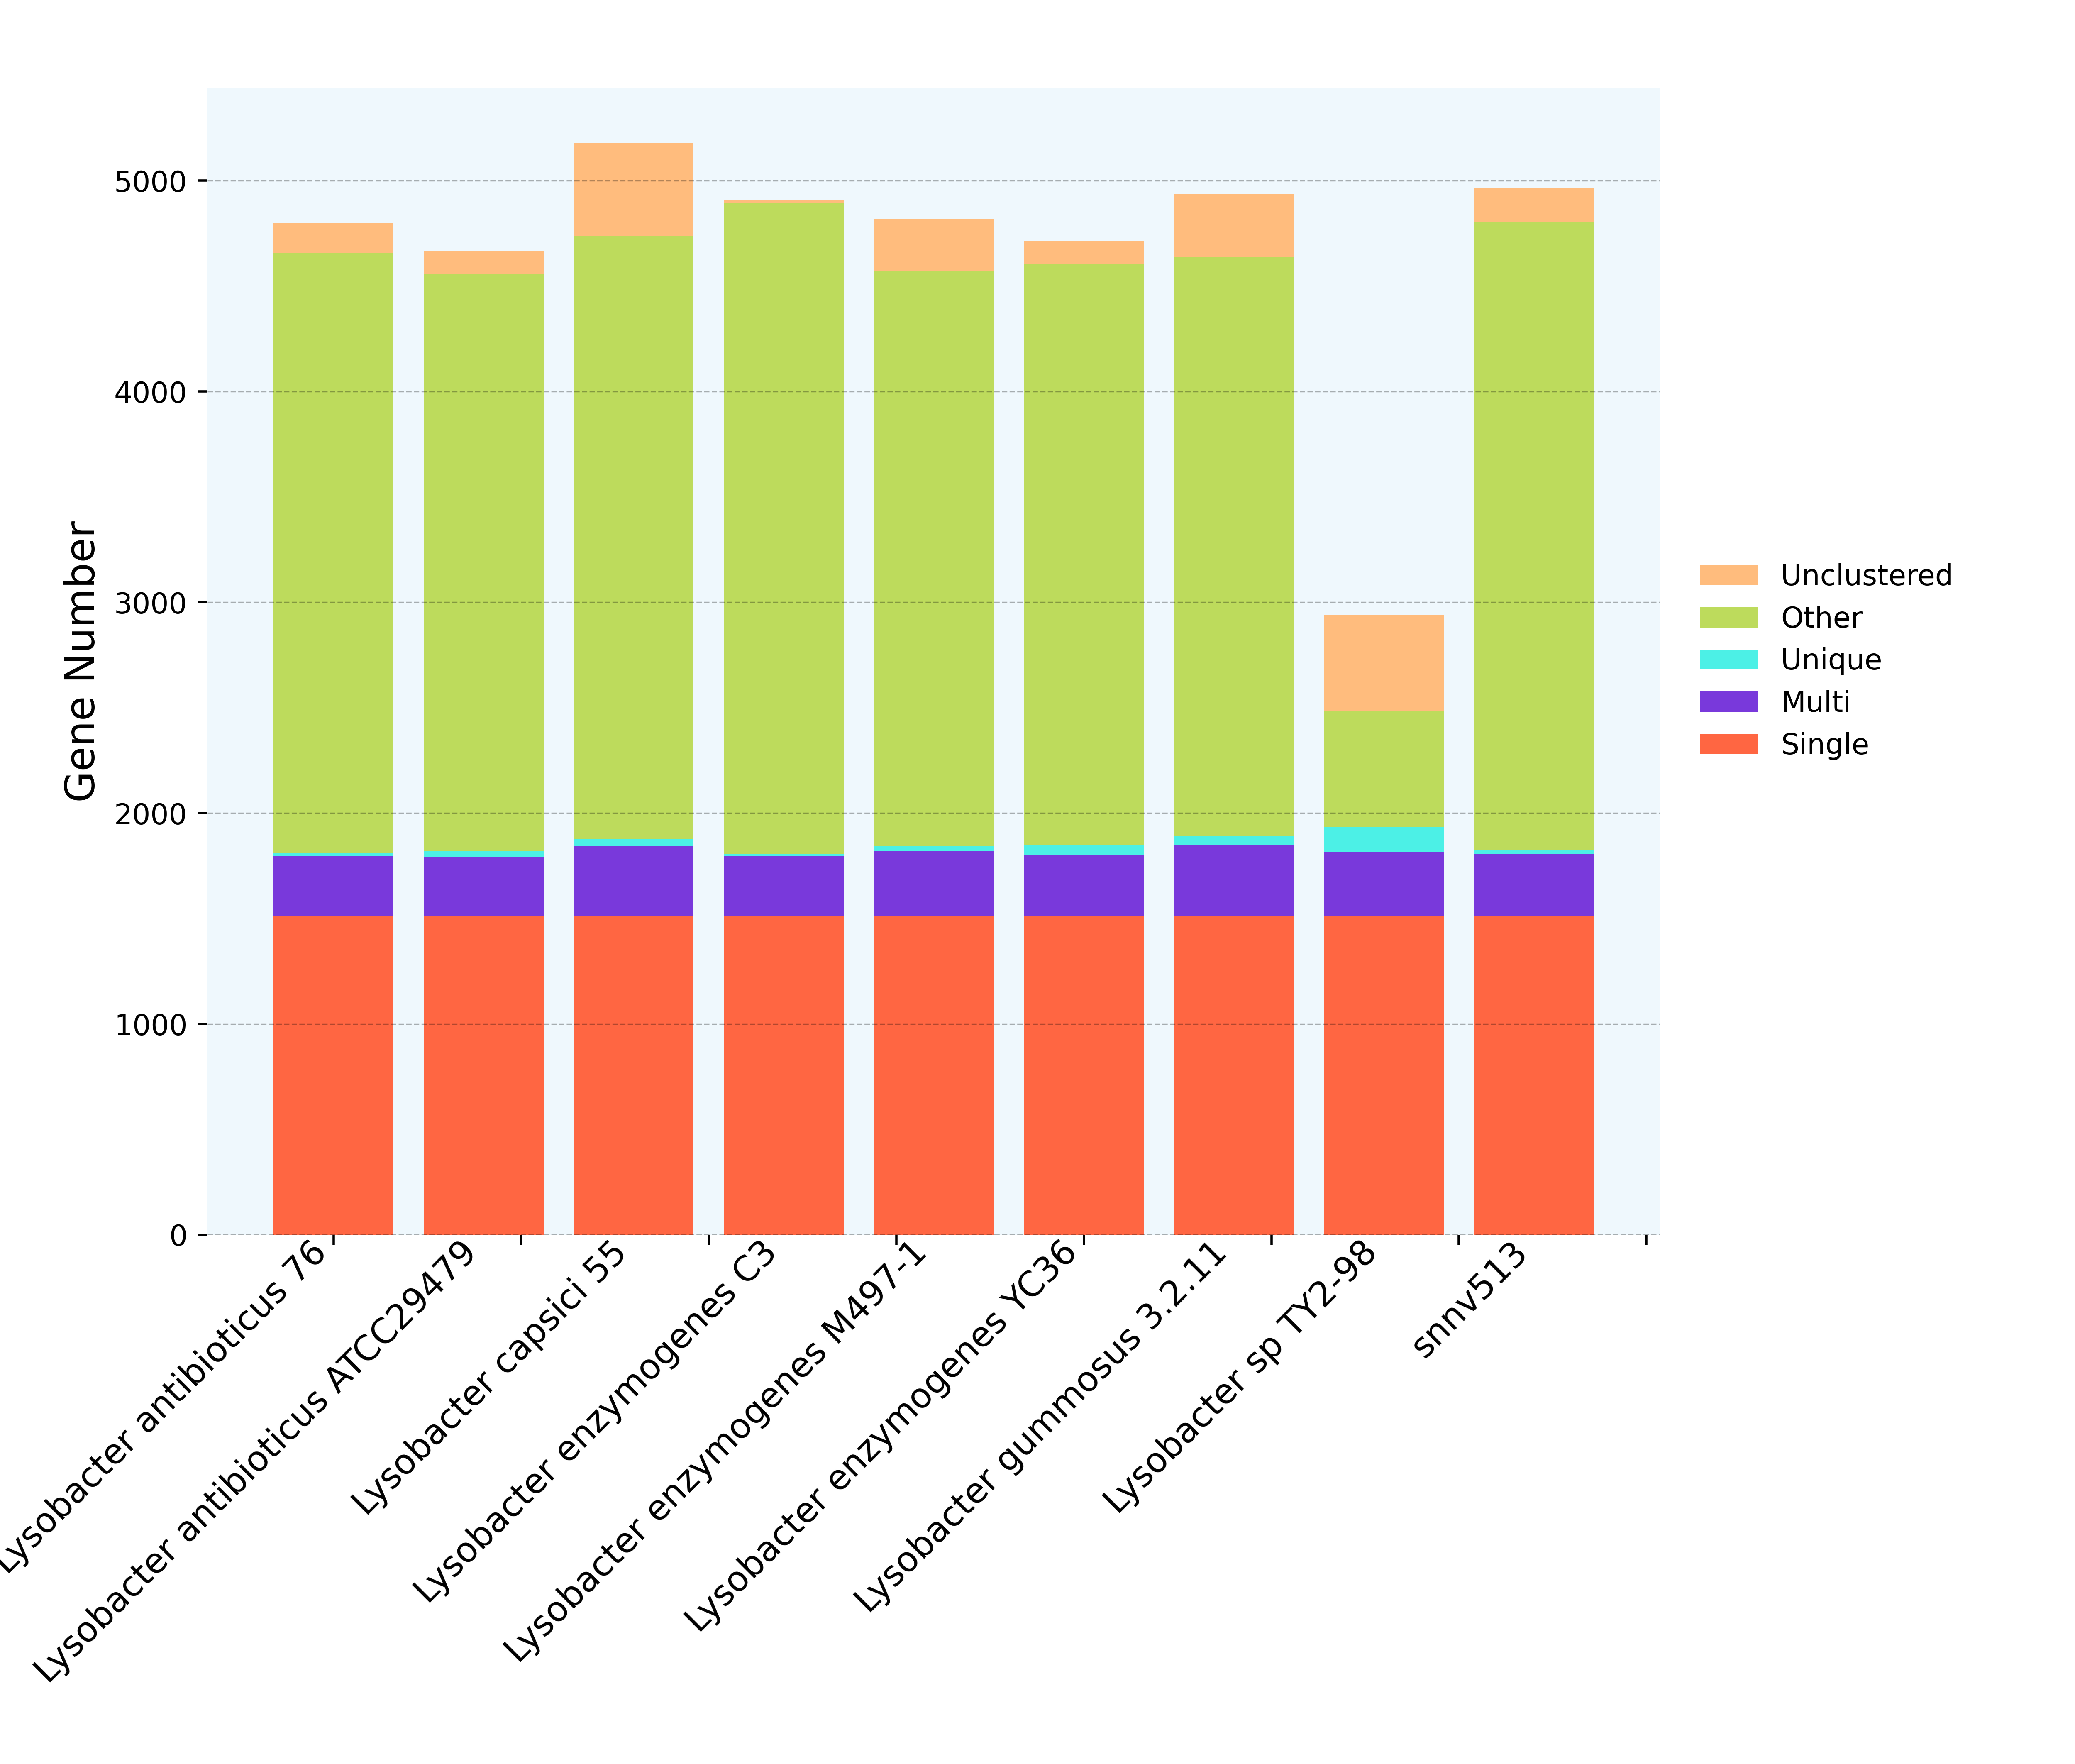 Gene Number
5000
4000
3000
2000
1000
0
Unclustered
Other
Unique
Multi
Single
Lysobacter antibioticus 76
Lysobacter antibioticus ATCC29479
Lysobacter capsici 55
Lysobacter enzymogenes C3
Lysobacter enzymogenes M497-1
Lysobacter enzymogenes YC36
Lysobacter gummosus 3.2.11
Lysobacter sp TY2-98
snnv513